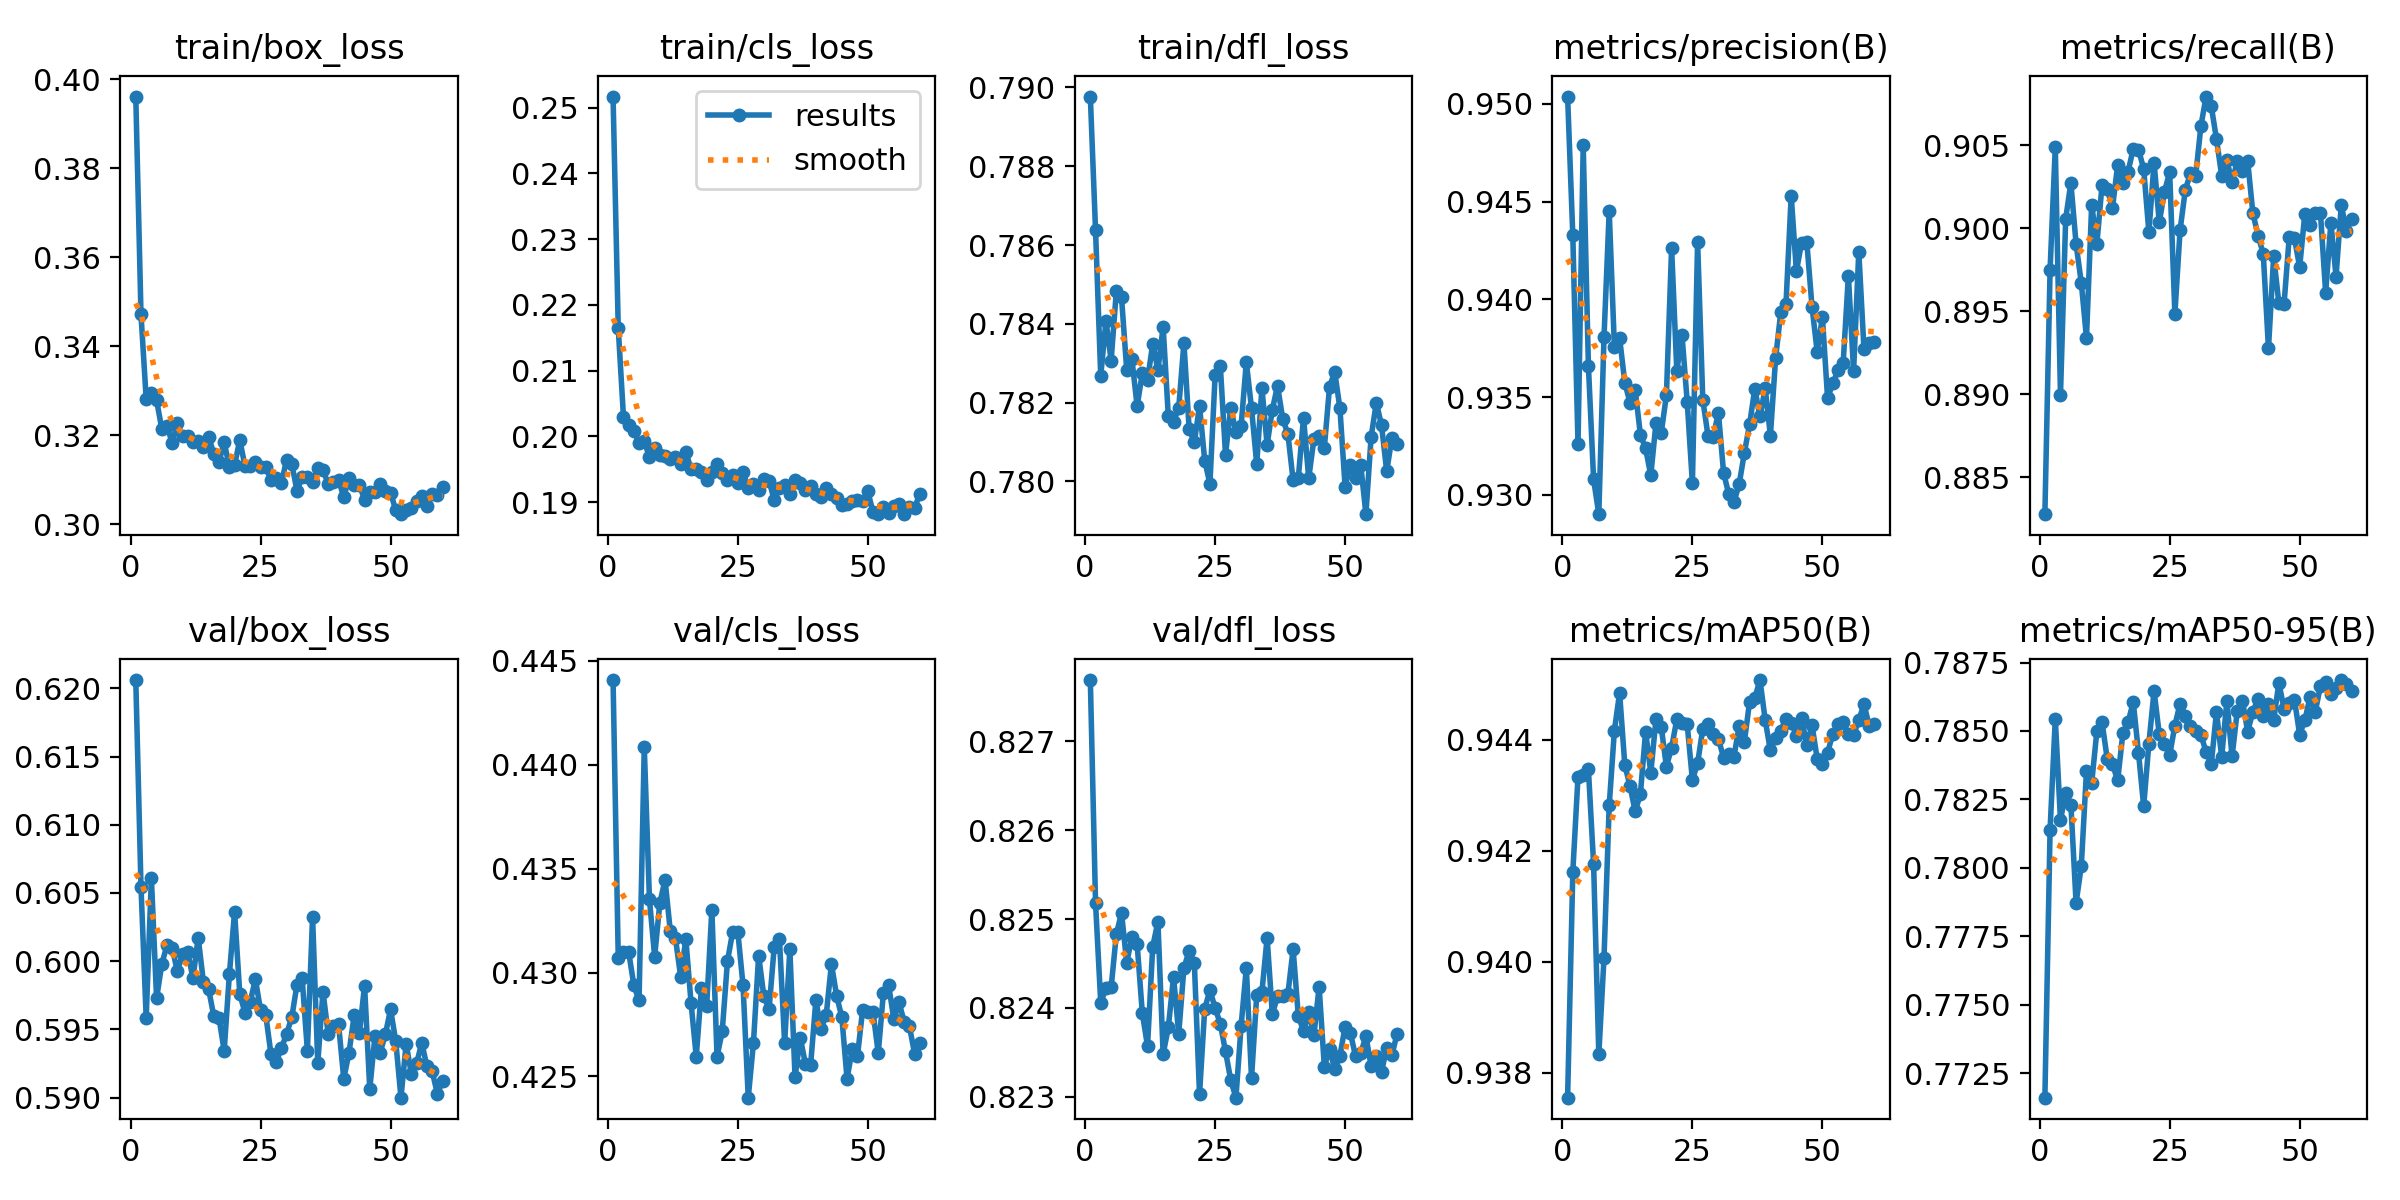 train/box_loss
0.40
0.38
0.36
0.34
0.32
0.30
0 25 50
train/cls_loss
results
smooth
0.25
0.24
0.23
0.22
0.21
0.20
0.19
0 25 50
train/dfl_loss
0.790
0.788
0.786
0.784
0.782
0.780
0 25 50
metrics/precision(B)
0.950
0.945
0.940
0.935
0.930
0 25 50
metrics/recall(B)
0.905
0.900
0.895
0.890
0.885
0 25 50
val/box_loss
0.620
0.615
0.610
0.605
0.600
0.595
0.590
0 25 50
val/cls_loss
0.445
0.440
0.435
0.430
0.425
0 25 50
val/dfl_loss
0.827
0.826
0.825
0.824
0.823
0 25 50
metrics/mAP50(B)
0.944
0.942
0.940
0.938
0 25 50
metrics/mAP50-95(B)
0.7875
0.7850
0.7825
0.7800
0.7775
0.7750
0.7725
0 25 50